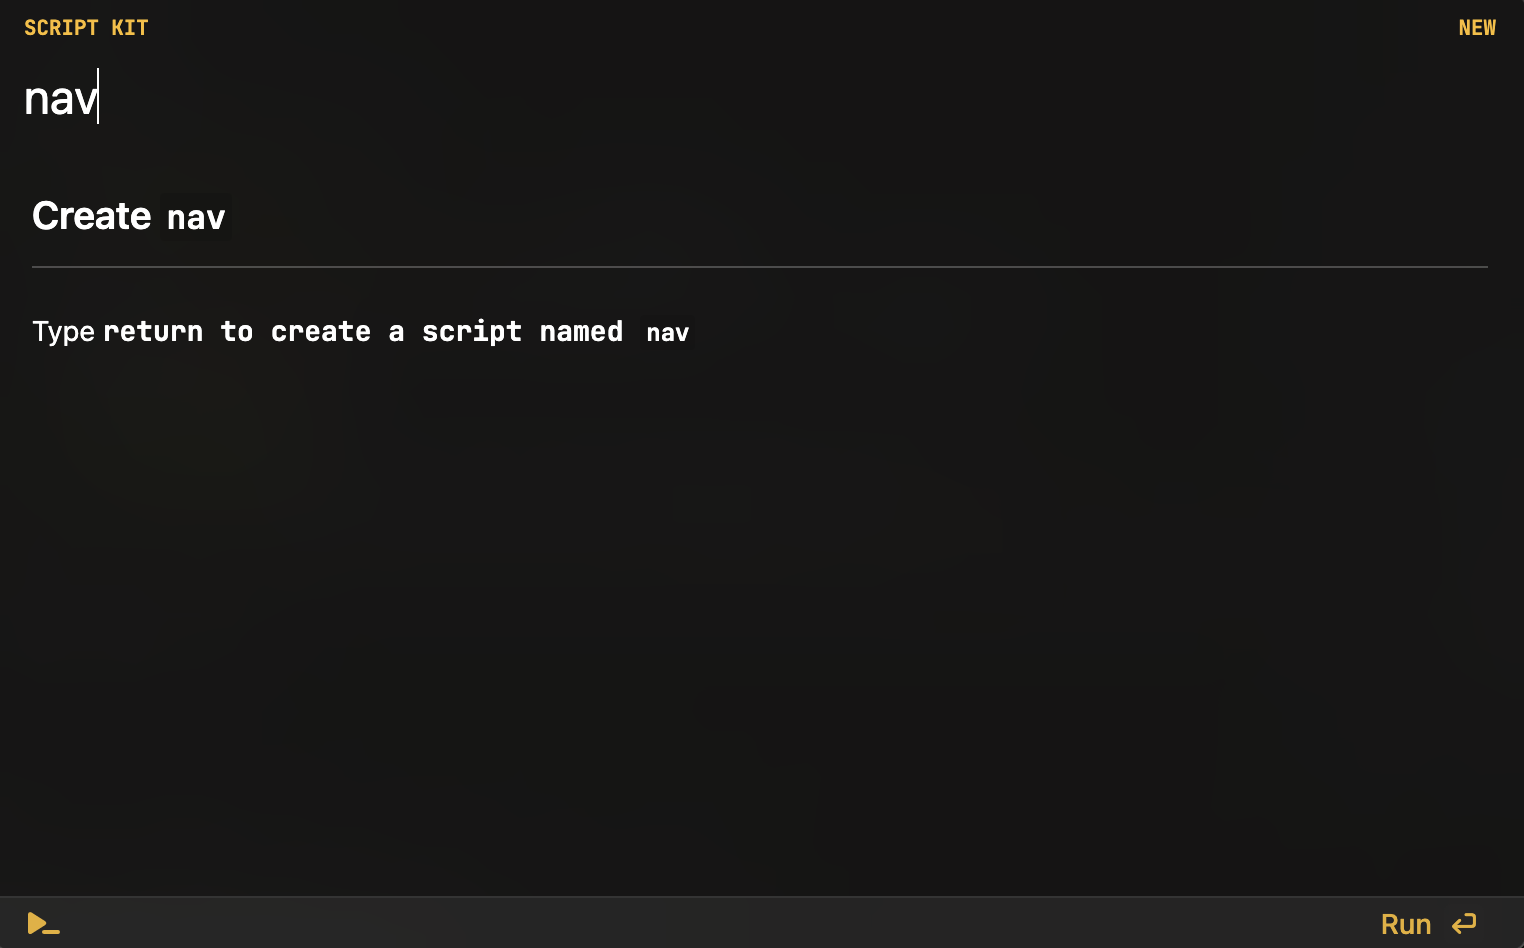 SCRIPT KIT NEW
nav
Create nav
Type return to create a script named nav
Run